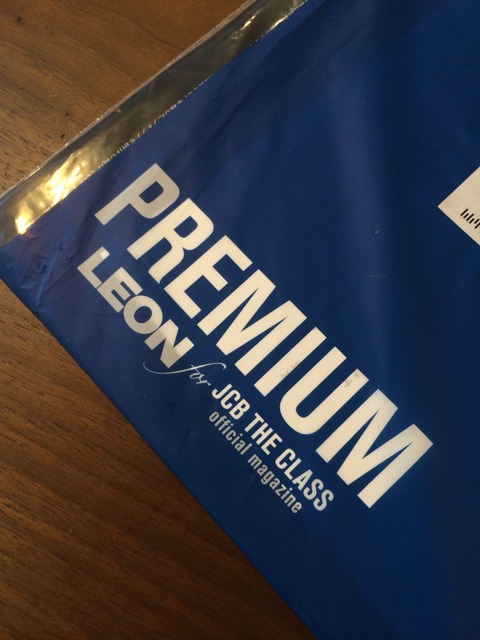 PREMIUM
LEON for JCB THE CLASS
official magazine